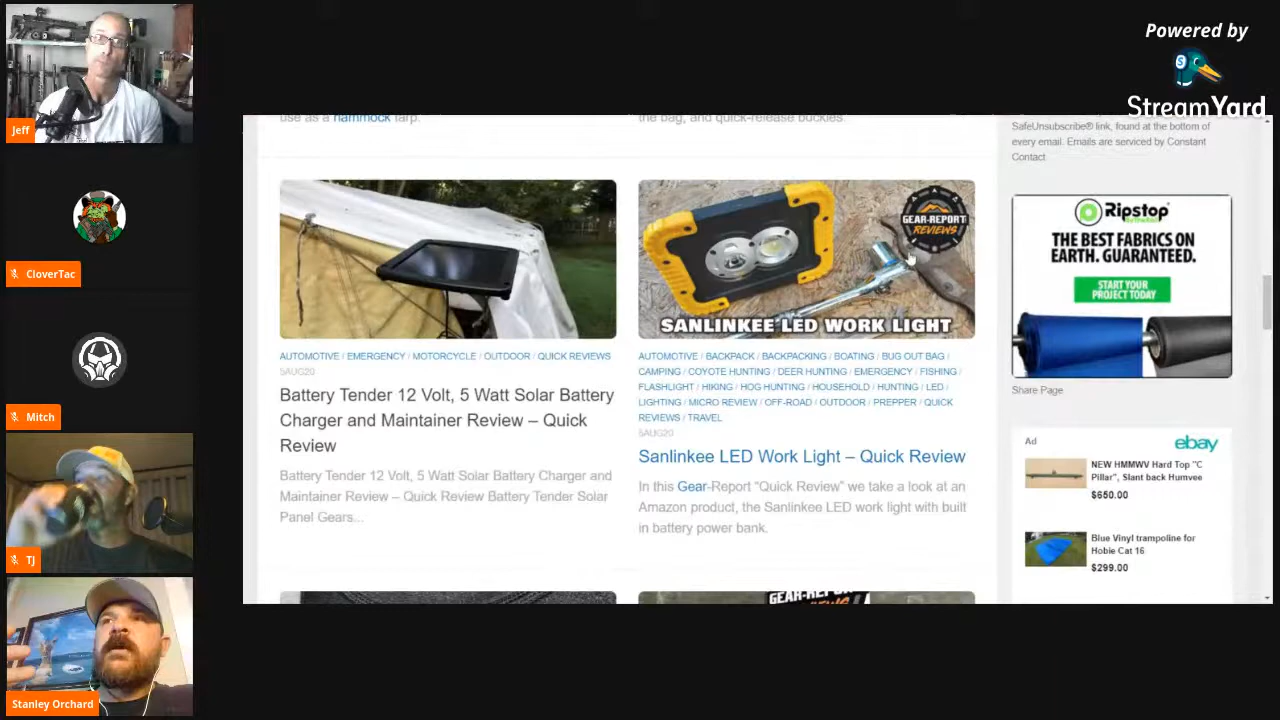 Powered by
StreamYard
Jeff
CloverTac
Mitch
TJ
Stanley Orchard
use as a hammock tarp.
the bag, and quick-release buckles
GEAR-REPORT
REVIEWS
SANLINKEE LED WORK LIGHT
AUTOMOTIVE / EMERGENCY / MOTORCYCLE / OUTDOOR / QUICK REVIEWS
5AUG20
Battery Tender 12 Volt, 5 Watt Solar Battery
Charger and Maintainer Review – Quick
Review
Battery Tender 12 Volt, 5 Watt Solar Battery Charger and
Maintainer Review – Quick Review Battery Tender Solar
Panel Gears...
AUTOMOTIVE / BACKPACK / BACKPACKING / BOATING / BUG OUT BAG /
CAMPING / COYOTE HUNTING / DEER HUNTING / EMERGENCY / FISHING /
FLASHLIGHT / HIKING / HOG HUNTING / HOUSEHOLD / HUNTING / LED /
LIGHTING / MICRO REVIEW / OFF-ROAD / OUTDOOR / PREPPER / QUICK
REVIEWS / TRAVEL
5AUG20
Sanlinkee LED Work Light – Quick Review
In this Gear-Report "Quick Review" we take a look at an
Amazon product, the Sanlinkee LED work light with built
in battery power bank.
GEAR-REPORT
SafeUnsubscribe® link, found at the bottom of
every email. Emails are serviced by Constant
Contact
Ripstop
THE BEST FABRICS ON
EARTH. GUARANTEED.
START YOUR
PROJECT TODAY
Share Page
Ad
ebay
NEW HMMWV Hard Top "C
Pillar", Slant back Humvee
$650.00
Blue Vinyl trampoline for
Hobie Cat 16
$299.00